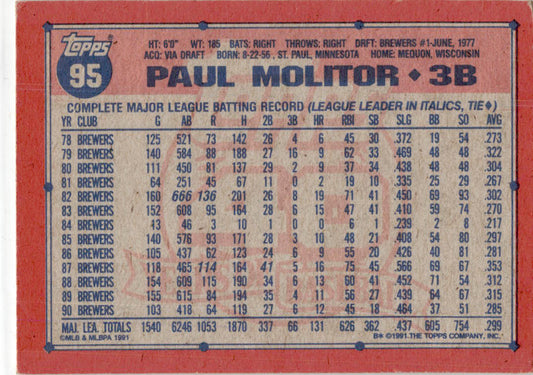 Topps
95
HT: 6'0" WT: 185 BATS: RIGHT THROWS: RIGHT DRFT: BREWERS #1-JUNE, 1977
ACQ: VIA DRAFT BORN: 8-22-56, ST. PAUL, MINNESOTA HOME: MEQUON, WISCONSIN
PAUL MOLITOR ♦ 3B
COMPLETE MAJOR LEAGUE BATTING RECORD (LEAGUE LEADER IN ITALICS, TIE♦)
YR CLUB G AB R H 2B 3B HR RBI SB SLG BB SO AVG
78 BREWERS 125 521 73 142 26 4 6 45 30 .372 19 54 .273
79 BREWERS 140 584 88 188 27 16 9 62 33 .469 48 48 .322
80 BREWERS 111 450 81 137 29 2 9 37 34 .438 48 48 .304
81 BREWERS 64 251 45 67 11 0 2 19 10 .335 25 29 .267
82 BREWERS 160 666 136 201 26 8 19 71 41 .450 69 93 .302
83 BREWERS 152 608 95 164 28 6 15 47 41 .410 59 74 .270
84 BREWERS 13 46 3 10 1 0 0 6 1 .239 2 8 .217
85 BREWERS 140 576 93 171 28 3 10 48 21 .408 54 80 .297
86 BREWERS 105 437 62 123 24 6 9 55 20 .426 40 81 .281
87 BREWERS 118 465 114 164 41 5 16 75 45 .566 69 67 .353
88 BREWERS 154 609 115 190 34 6 13 60 41 .452 71 54 .312
89 BREWERS 155 615 84 194 35 4 11 56 27 .439 64 67 .315
90 BREWERS 103 418 64 119 27 6 12 45 18 .464 37 51 .285
MAJ. LEA. TOTALS 1540 6246 1053 1870 337 66 131 626 362 .437 605 754 .299
©MLB & MLBPA 1991 B* ©1991 THE TOPPS COMPANY, INC.